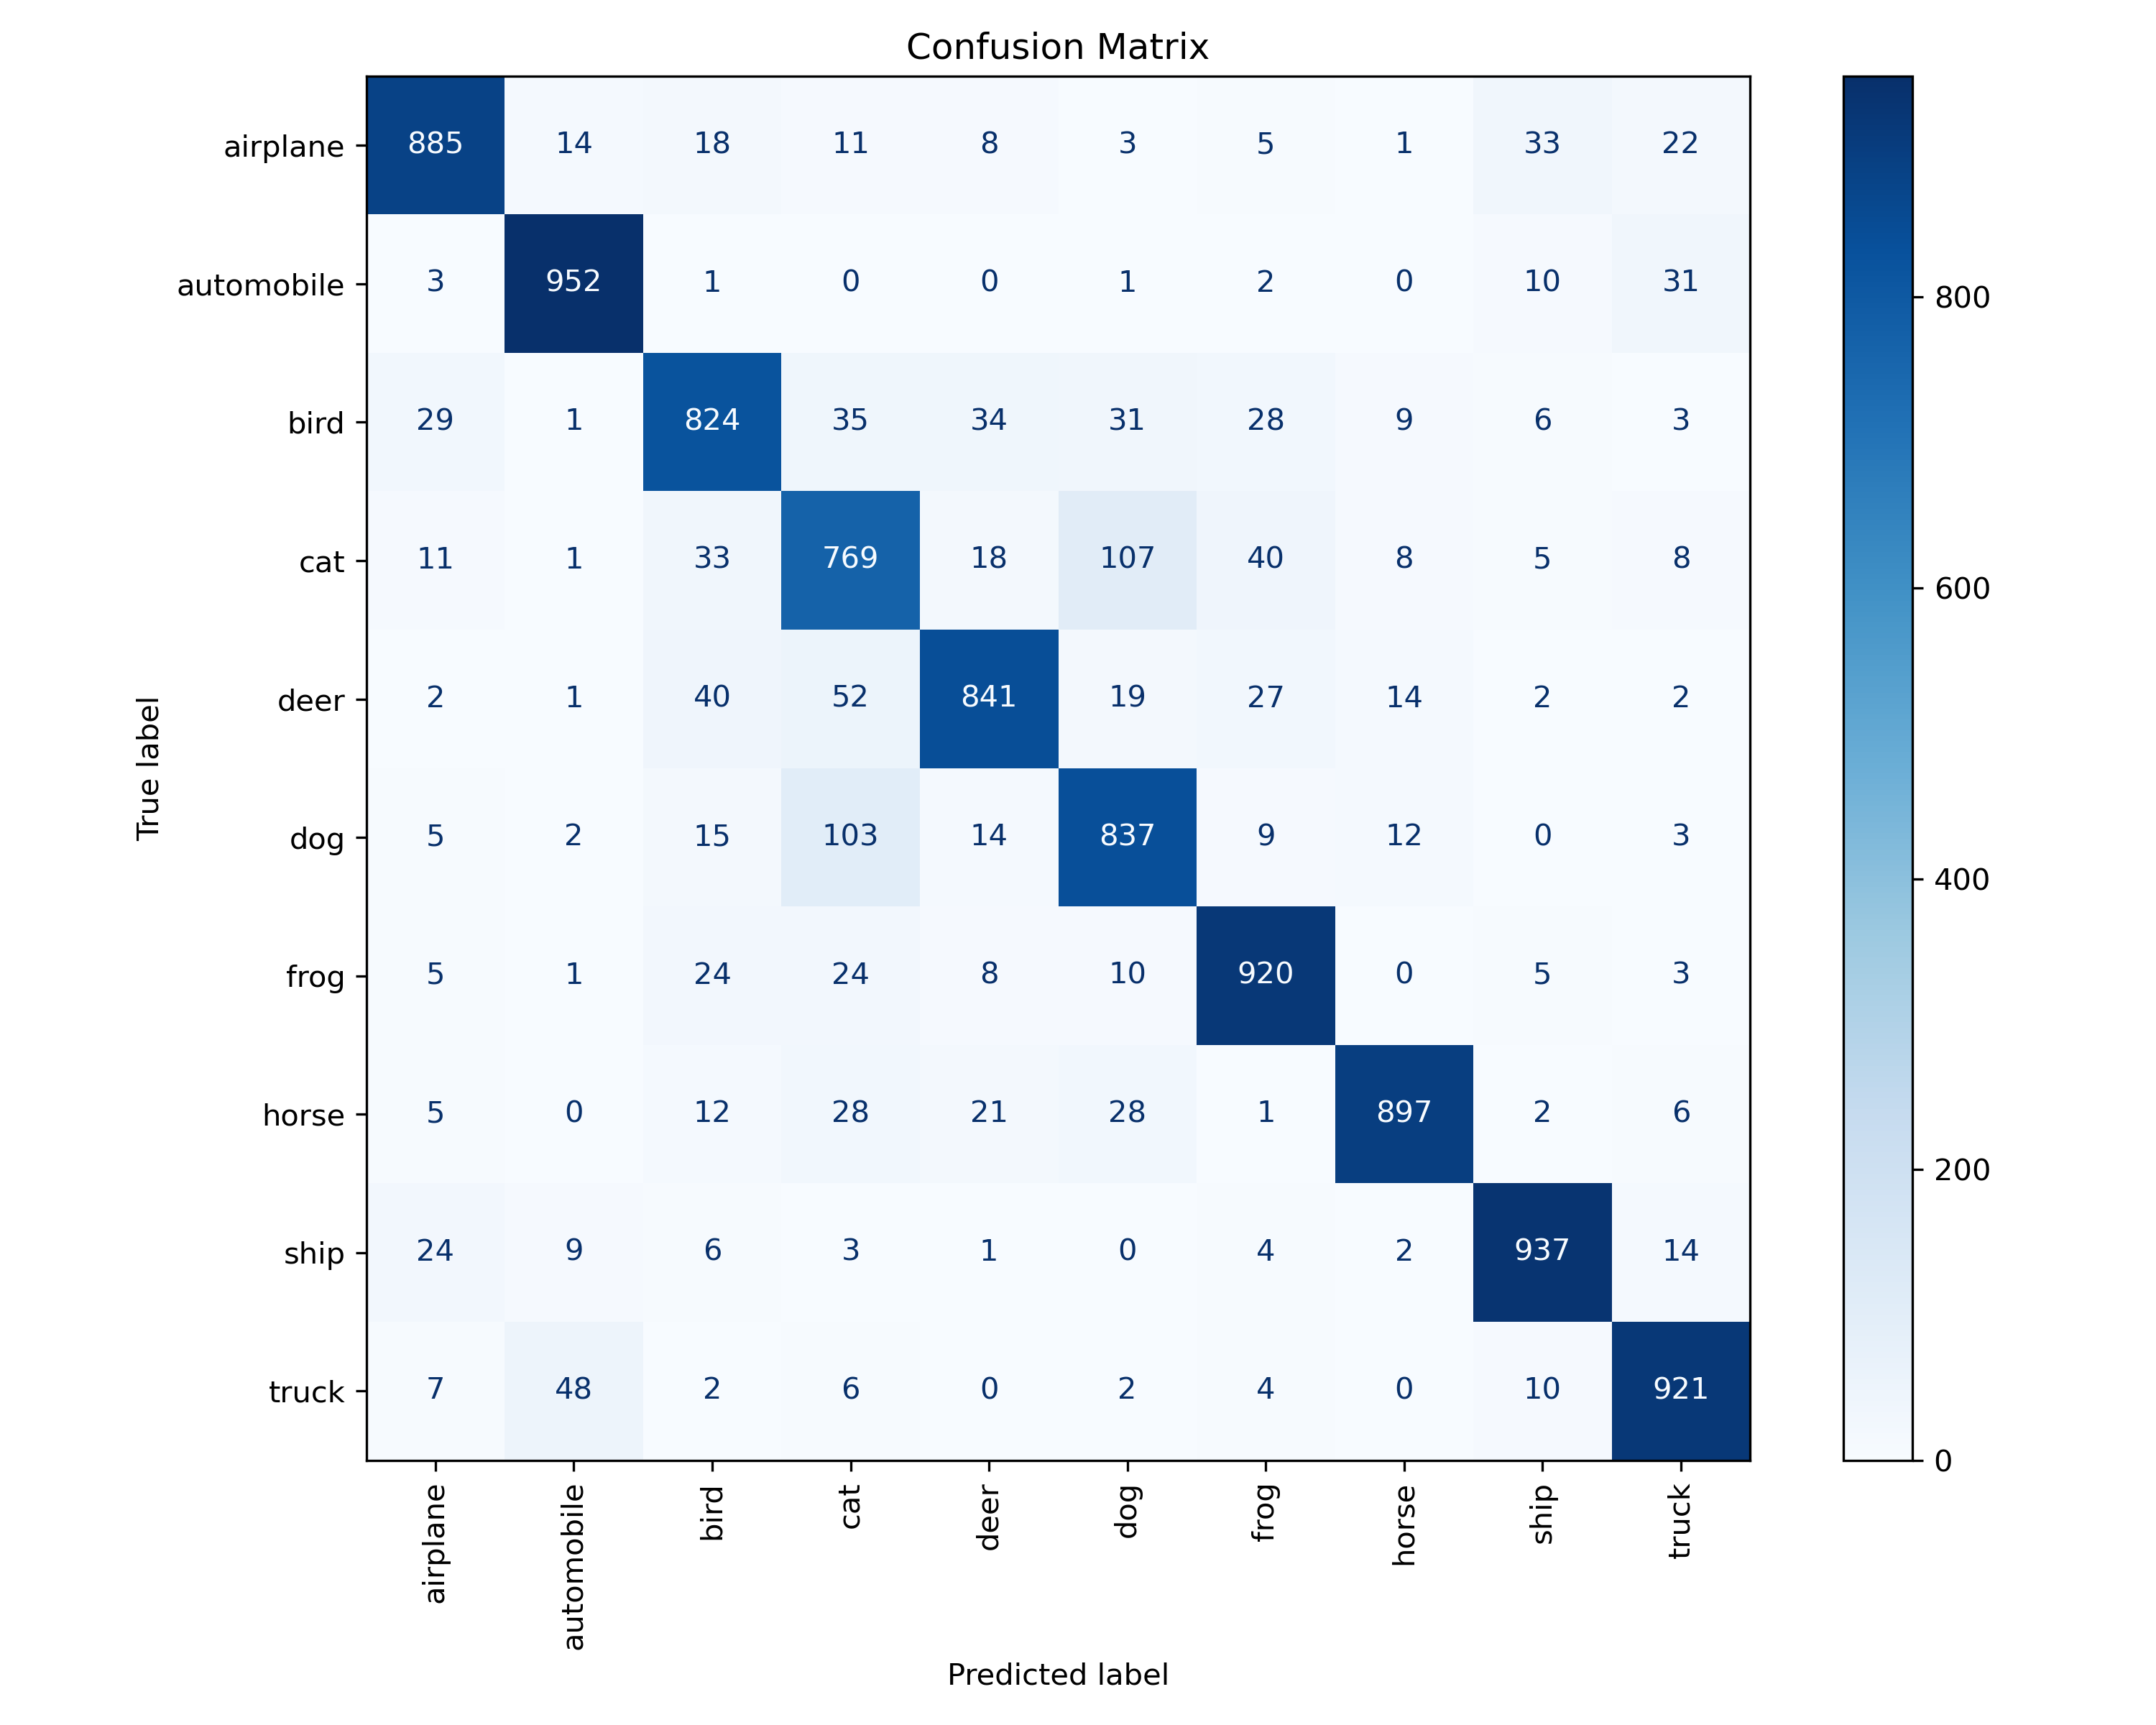 Confusion Matrix
airplane 885 14 18 11 8 3 5 1 33 22
automobile 3 952 1 0 0 1 2 0 10 31
bird 29 1 824 35 34 31 28 9 6 3
cat 11 1 33 769 18 107 40 8 5 8
deer 2 1 40 52 841 19 27 14 2 2
dog 5 2 15 103 14 837 9 12 0 3
frog 5 1 24 24 8 10 920 0 5 3
horse 5 0 12 28 21 28 1 897 2 6
ship 24 9 6 3 1 0 4 2 937 14
truck 7 48 2 6 0 2 4 0 10 921
True label
airplane automobile bird cat deer dog frog horse ship truck
Predicted label
800
600
400
200
0